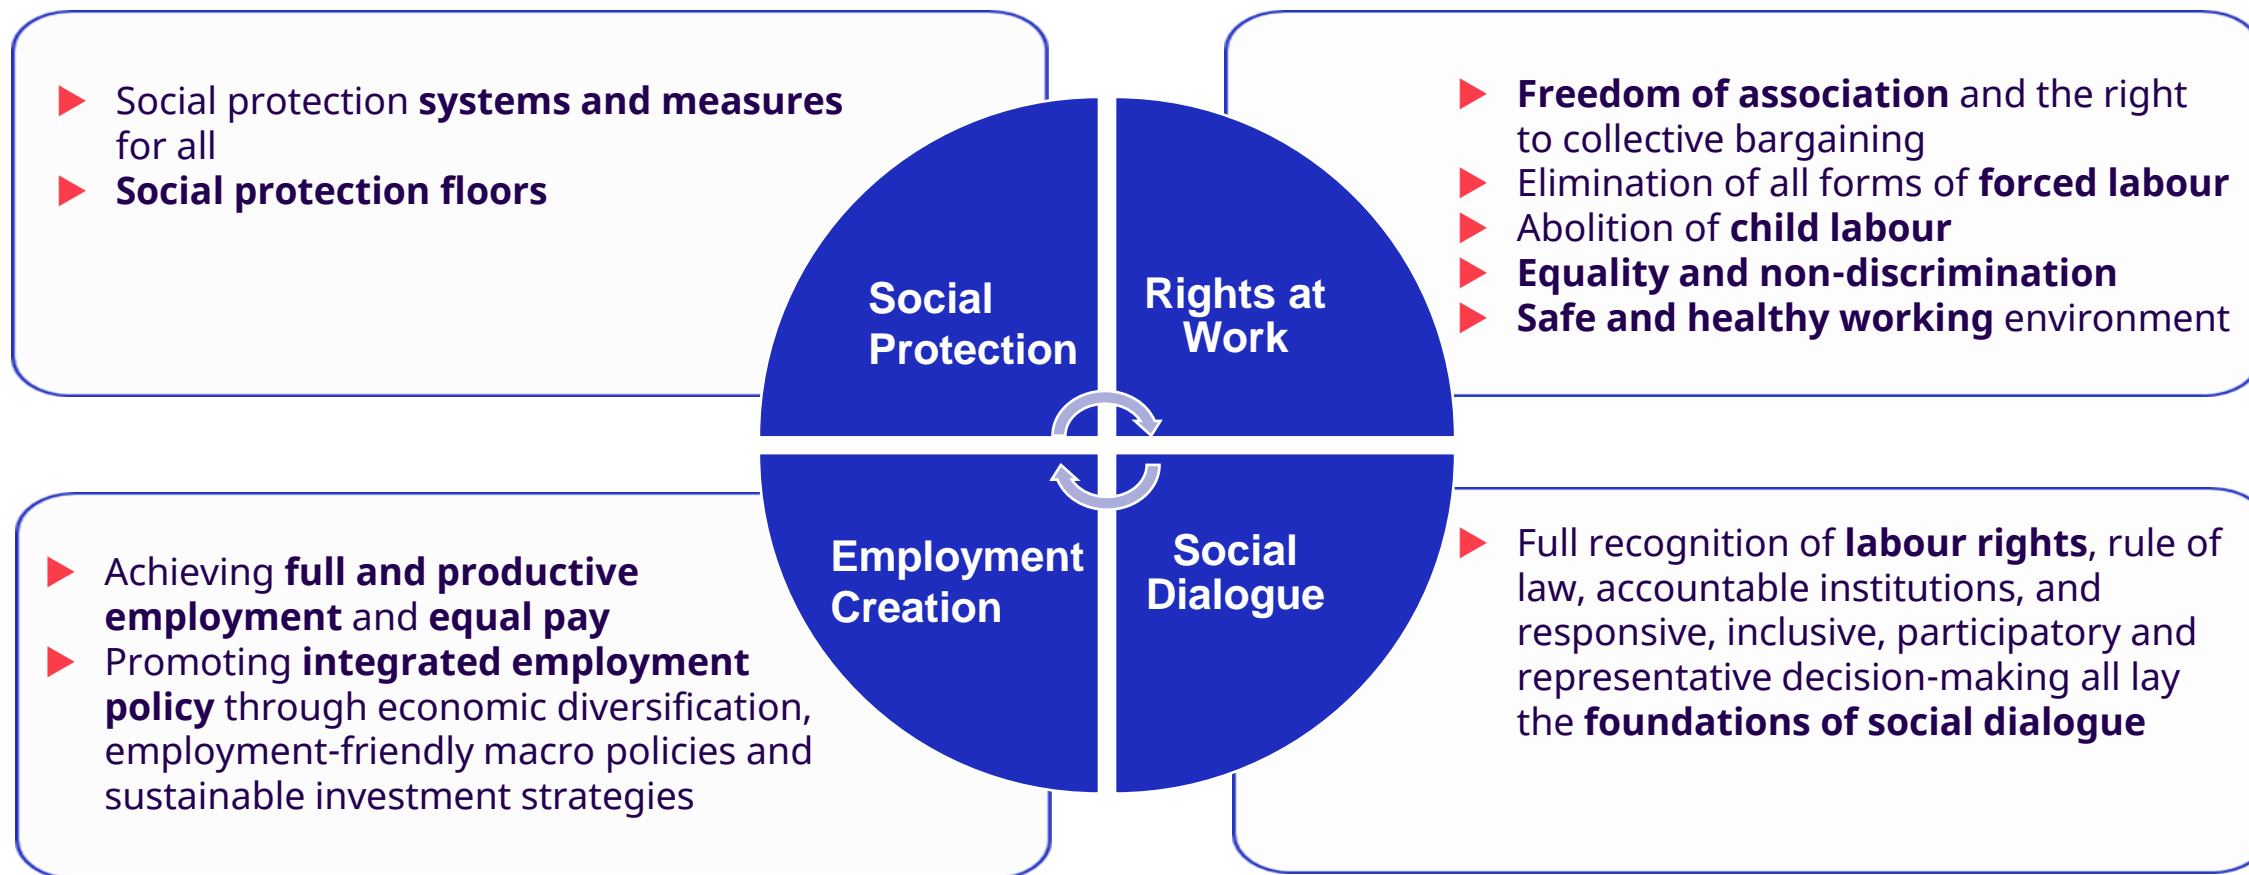 Social protection systems and measures
for all
Social protection floors
Freedom of association and the right
to collective bargaining
Elimination of all forms of forced labour
Abolition of child labour
Equality and non-discrimination
Safe and healthy working environment
Social
Protection
Rights at
Work
Employment
Creation
Social
Dialogue
Achieving full and productive
employment and equal pay
Promoting integrated employment
policy through economic diversification,
employment-friendly macro policies and
sustainable investment strategies
Full recognition of labour rights, rule of
law, accountable institutions, and
responsive, inclusive, participatory and
representative decision-making all lay
the foundations of social dialogue